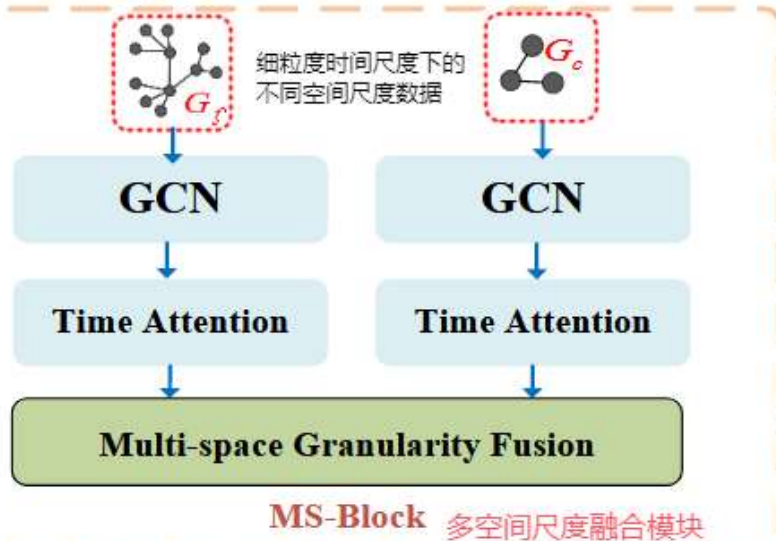 G_f
细粒度时间尺度下的
不同空间尺度数据
G_c
GCN
GCN
Time Attention
Time Attention
Multi-space Granularity Fusion
MS-Block 多空间尺度融合模块